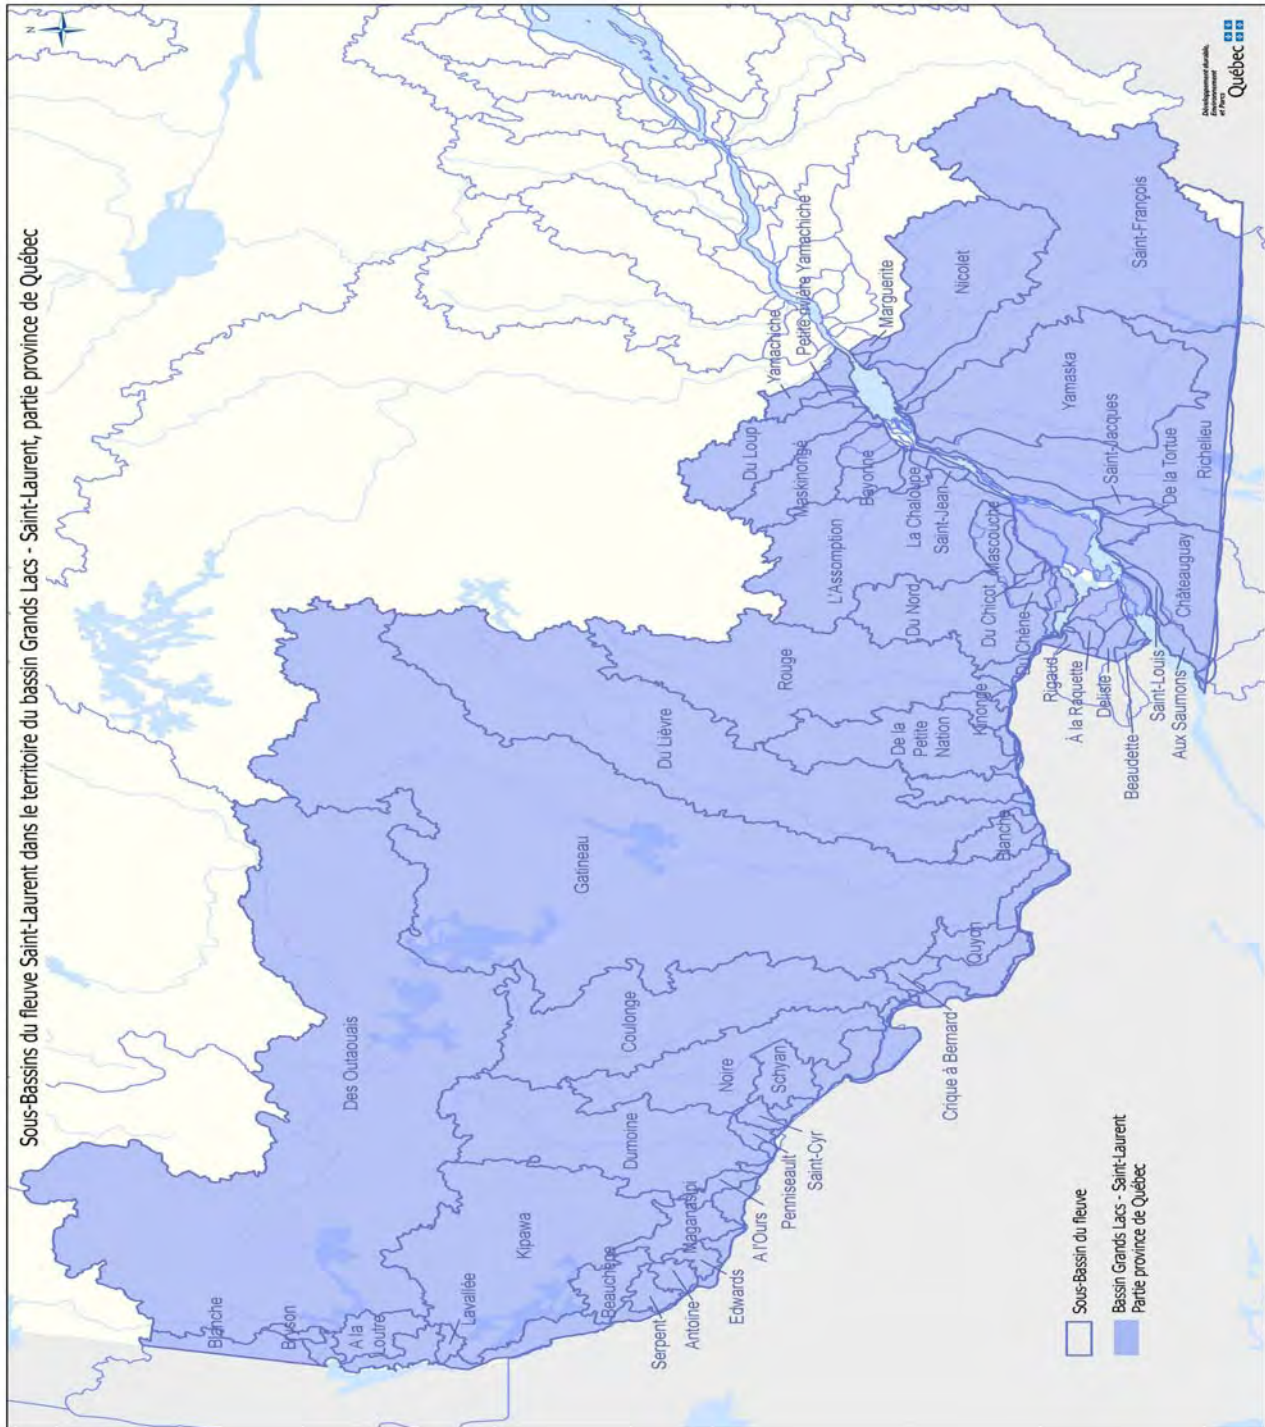 Sous-Bassins du fleuve Saint-Laurent dans le territoire du bassin Grands Lacs - Saint-Laurent, partie province de Québec
N
Blanche
Bryson
À la
Loutre
Lavallée
Kipawa
Beauchêne
Serpent
Antoine
Edwards
Maganasipi
A l'Ours
Penniseault
Saint-Cyr
Dumoine
Noire
Schyan
Des Outaouais
Coulonge
Crique à Bernard
Quyon
Gatineau
Blanche
Du Lièvre
De la
Petite
Nation
Kinonge
Rouge
Rigaud
À la Raquette
Delisle
Beaudette
Saint-Louis
Aux Saumons
Du Chêne
Du Chicot
Mascouche
Du Nord
L'Assomption
La Chaloupe
Saint-Jean
Bayonne
Maskinongé
Du Loup
Yamachiche
Petite rivière Yamachiche
Marguerite
Nicolet
Saint-François
Yamaska
Saint-Jacques
De la Tortue
Richelieu
Châteauguay
Sous-Bassin du fleuve
Bassin Grands Lacs - Saint-Laurent
Partie province de Québec
Développement durable,
Environnement
et Parcs
Québec